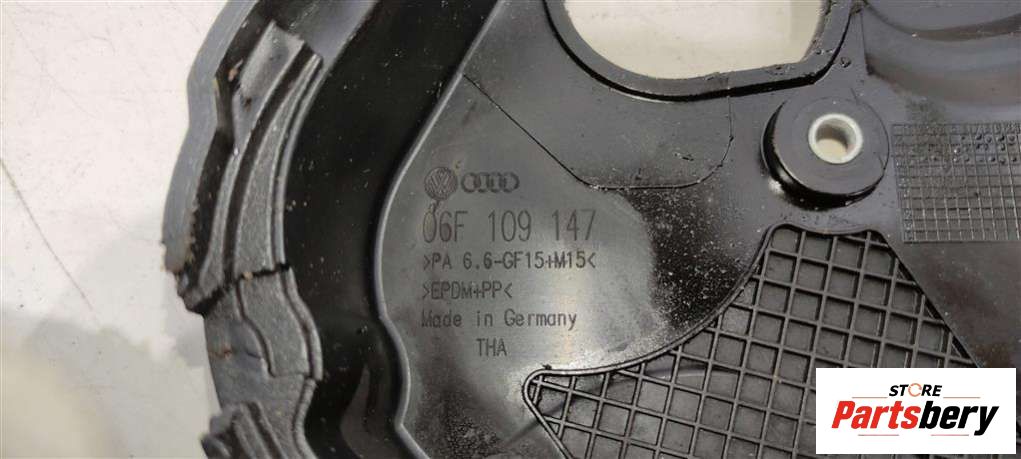 06F 109 147
>PA 6.6-GF15+M15<
>EPDM+PP<
Made in Germany
THA
STORE
Partsbery